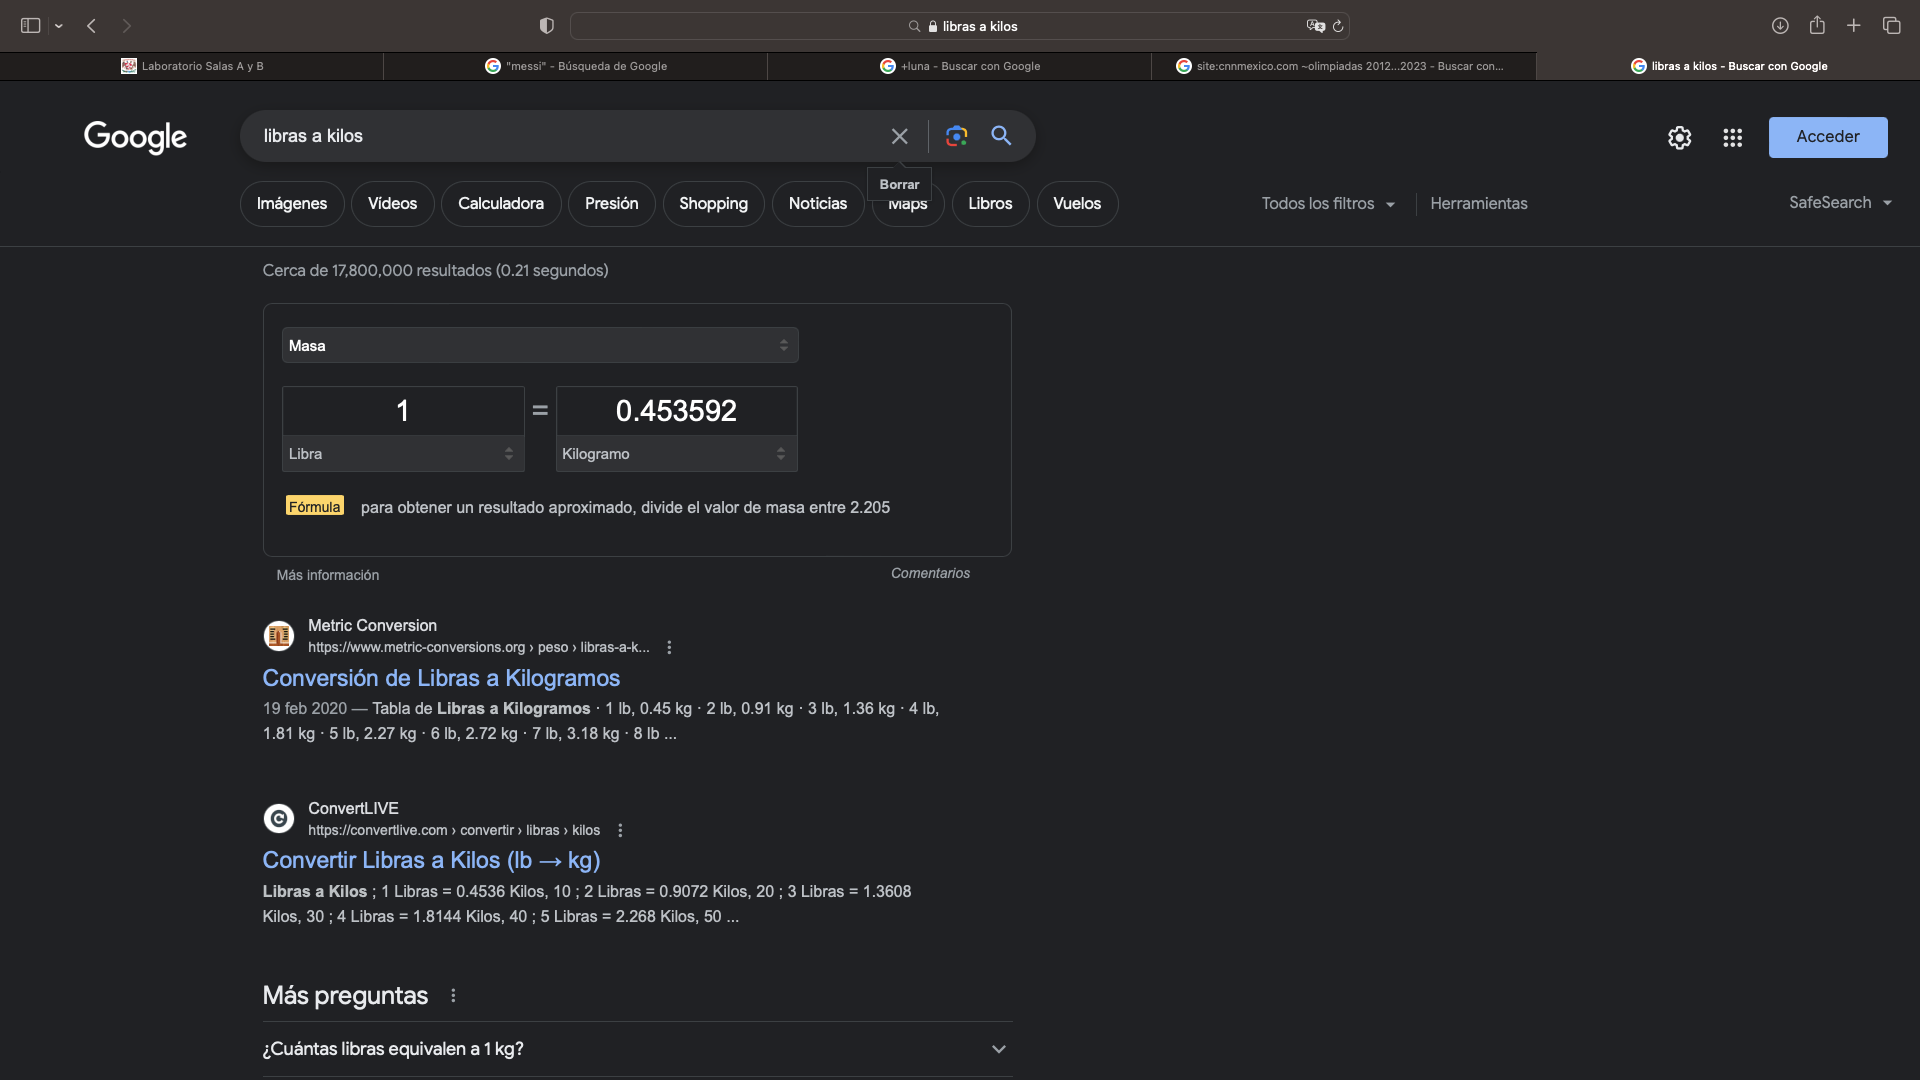 libras a kilos
Laboratorio Salas A y B
"messi" - Búsqueda de Google
+luna - Buscar con Google
site:cnnmexico.com ~olimpiadas 2012...2023 - Buscar con...
libras a kilos - Buscar con Google
Google
libras a kilos
Acceder
Borrar
Imágenes
Vídeos
Calculadora
Presión
Shopping
Noticias
Maps
Libros
Vuelos
Todos los filtros
Herramientas
SafeSearch
Cerca de 17,800,000 resultados (0.21 segundos)
Masa
1 = 0.453592
Libra
Kilogramo
Fórmula para obtener un resultado aproximado, divide el valor de masa entre 2.205
Más información
Comentarios
Metric Conversion
https://www.metric-conversions.org › peso › libras-a-k...
Conversión de Libras a Kilogramos
19 feb 2020 — Tabla de Libras a Kilogramos · 1 lb, 0.45 kg · 2 lb, 0.91 kg · 3 lb, 1.36 kg · 4 lb,
1.81 kg · 5 lb, 2.27 kg · 6 lb, 2.72 kg · 7 lb, 3.18 kg · 8 lb ...
ConvertLIVE
https://convertlive.com › convertir › libras › kilos
Convertir Libras a Kilos (lb → kg)
Libras a Kilos ; 1 Libras = 0.4536 Kilos, 10 ; 2 Libras = 0.9072 Kilos, 20 ; 3 Libras = 1.3608
Kilos, 30 ; 4 Libras = 1.8144 Kilos, 40 ; 5 Libras = 2.268 Kilos, 50 ...
Más preguntas
¿Cuántas libras equivalen a 1 kg?